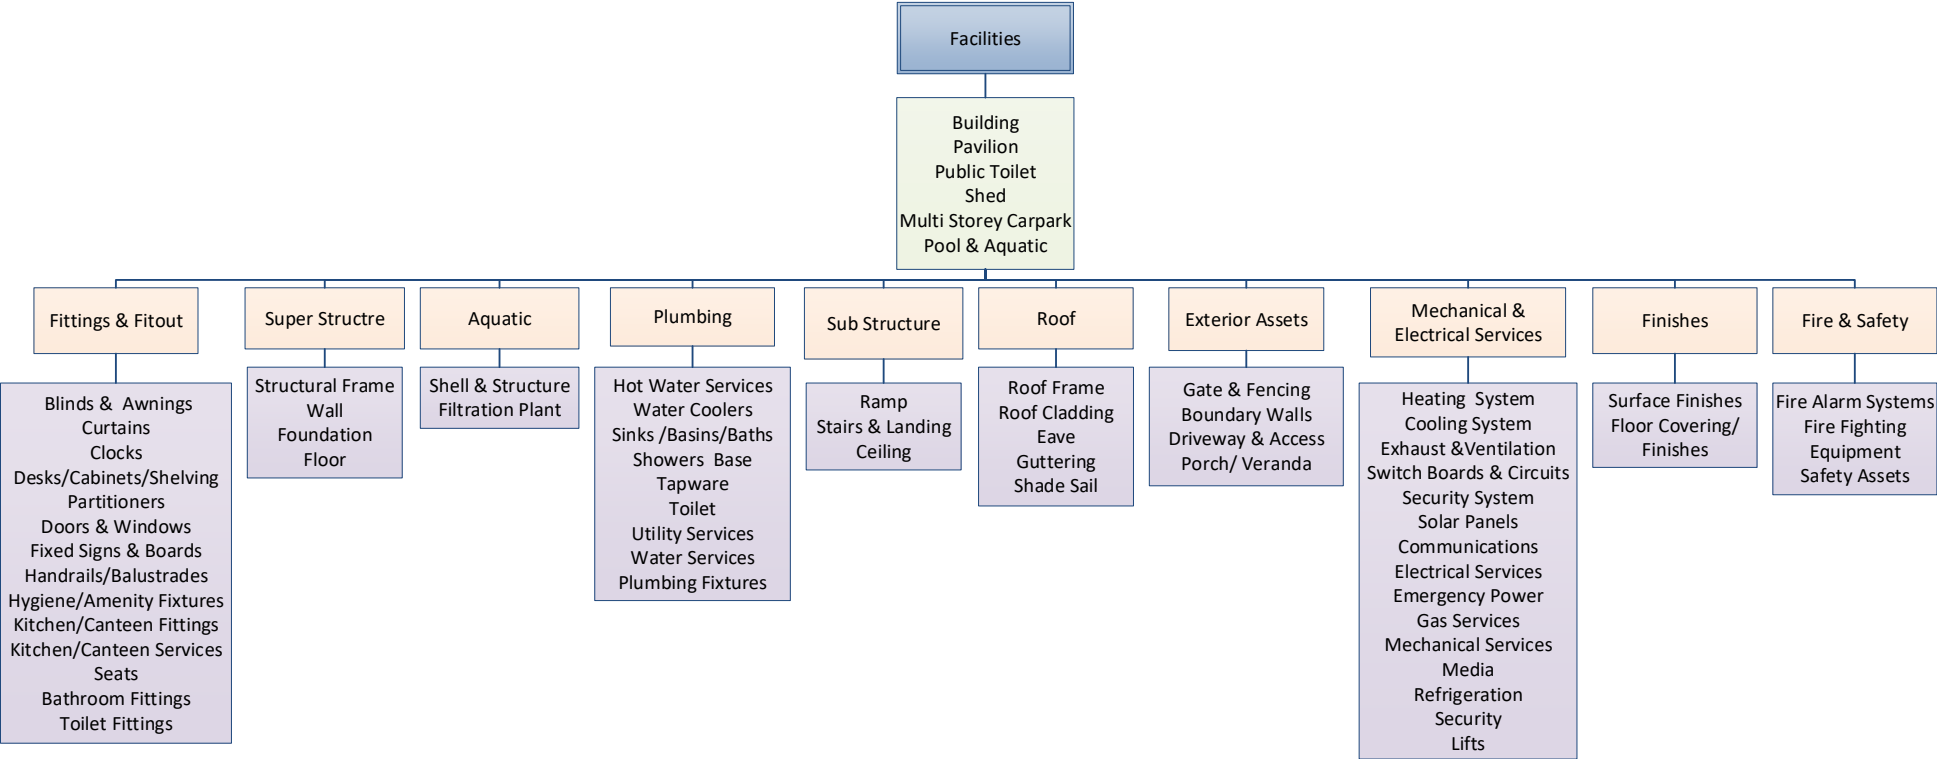 Facilities
Building
Pavilion
Public Toilet
Shed
Multi Storey Carpark
Pool & Aquatic
Fittings & Fitout
Blinds &  Awnings
Curtains
Clocks
Desks/Cabinets/Shelving
Partitioners
Doors & Windows
Fixed Signs & Boards
Handrails/Balustrades
Hygiene/Amenity Fixtures
Kitchen/Canteen Fittings
Kitchen/Canteen Services
Seats
Bathroom Fittings
Toilet Fittings
Super Structre
Structural Frame
Wall
Foundation
Floor
Aquatic
Shell & Structure
Filtration Plant
Plumbing
Hot Water Services
Water Coolers
Sinks /Basins/Baths
Showers  Base
Tapware
Toilet
Utility Services
Water Services
Plumbing Fixtures
Sub Structure
Ramp
Stairs & Landing
Ceiling
Roof
Roof Frame
Roof Cladding
Eave
Guttering
Shade Sail
Exterior Assets
Gate & Fencing
Boundary Walls
Driveway & Access
Porch/ Veranda
Mechanical &
Electrical Services
Heating  System
Cooling System
Exhaust &Ventilation
Switch Boards & Circuits
Security System
Solar Panels
Communications
Electrical Services
Emergency Power
Gas Services
Mechanical Services
Media
Refrigeration
Security
Lifts
Finishes
Surface Finishes
Floor Covering/
Finishes
Fire & Safety
Fire Alarm Systems
Fire Fighting
Equipment
Safety Assets